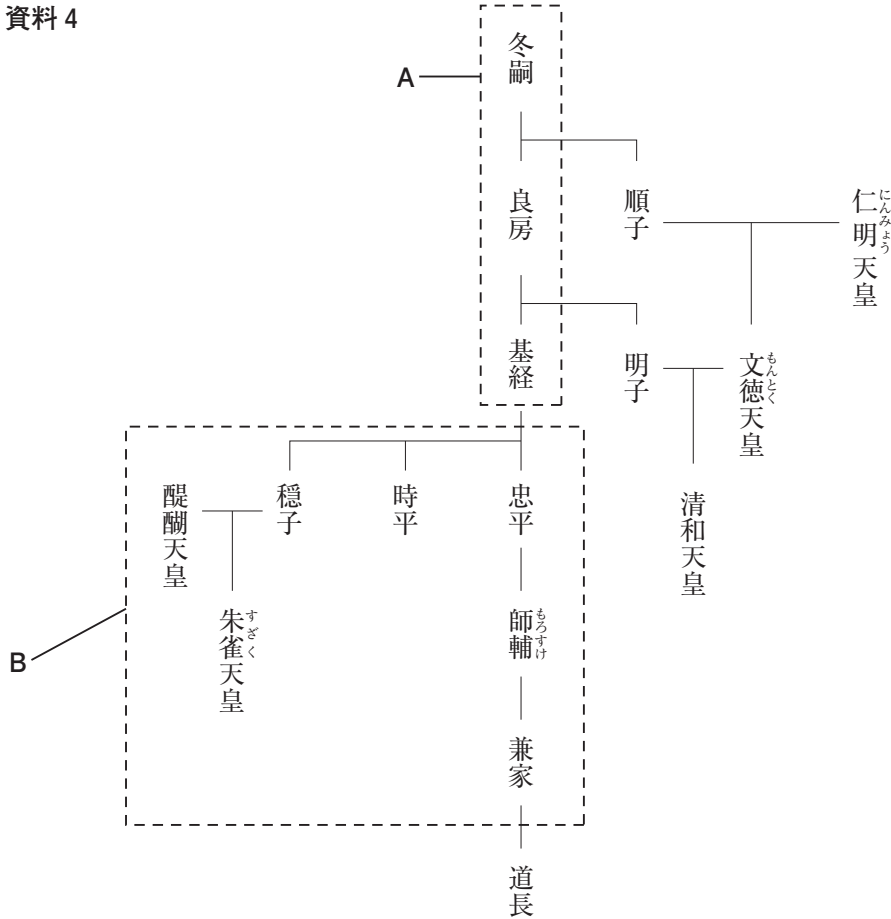 資料 4
A
冬嗣
良房
順子
仁明天皇
にんみょう
基経
明子
文徳天皇
もんとく
清和天皇
B
忠平
時平
穏子
醍醐天皇
朱雀天皇
すざく
師輔
もろすけ
兼家
道長